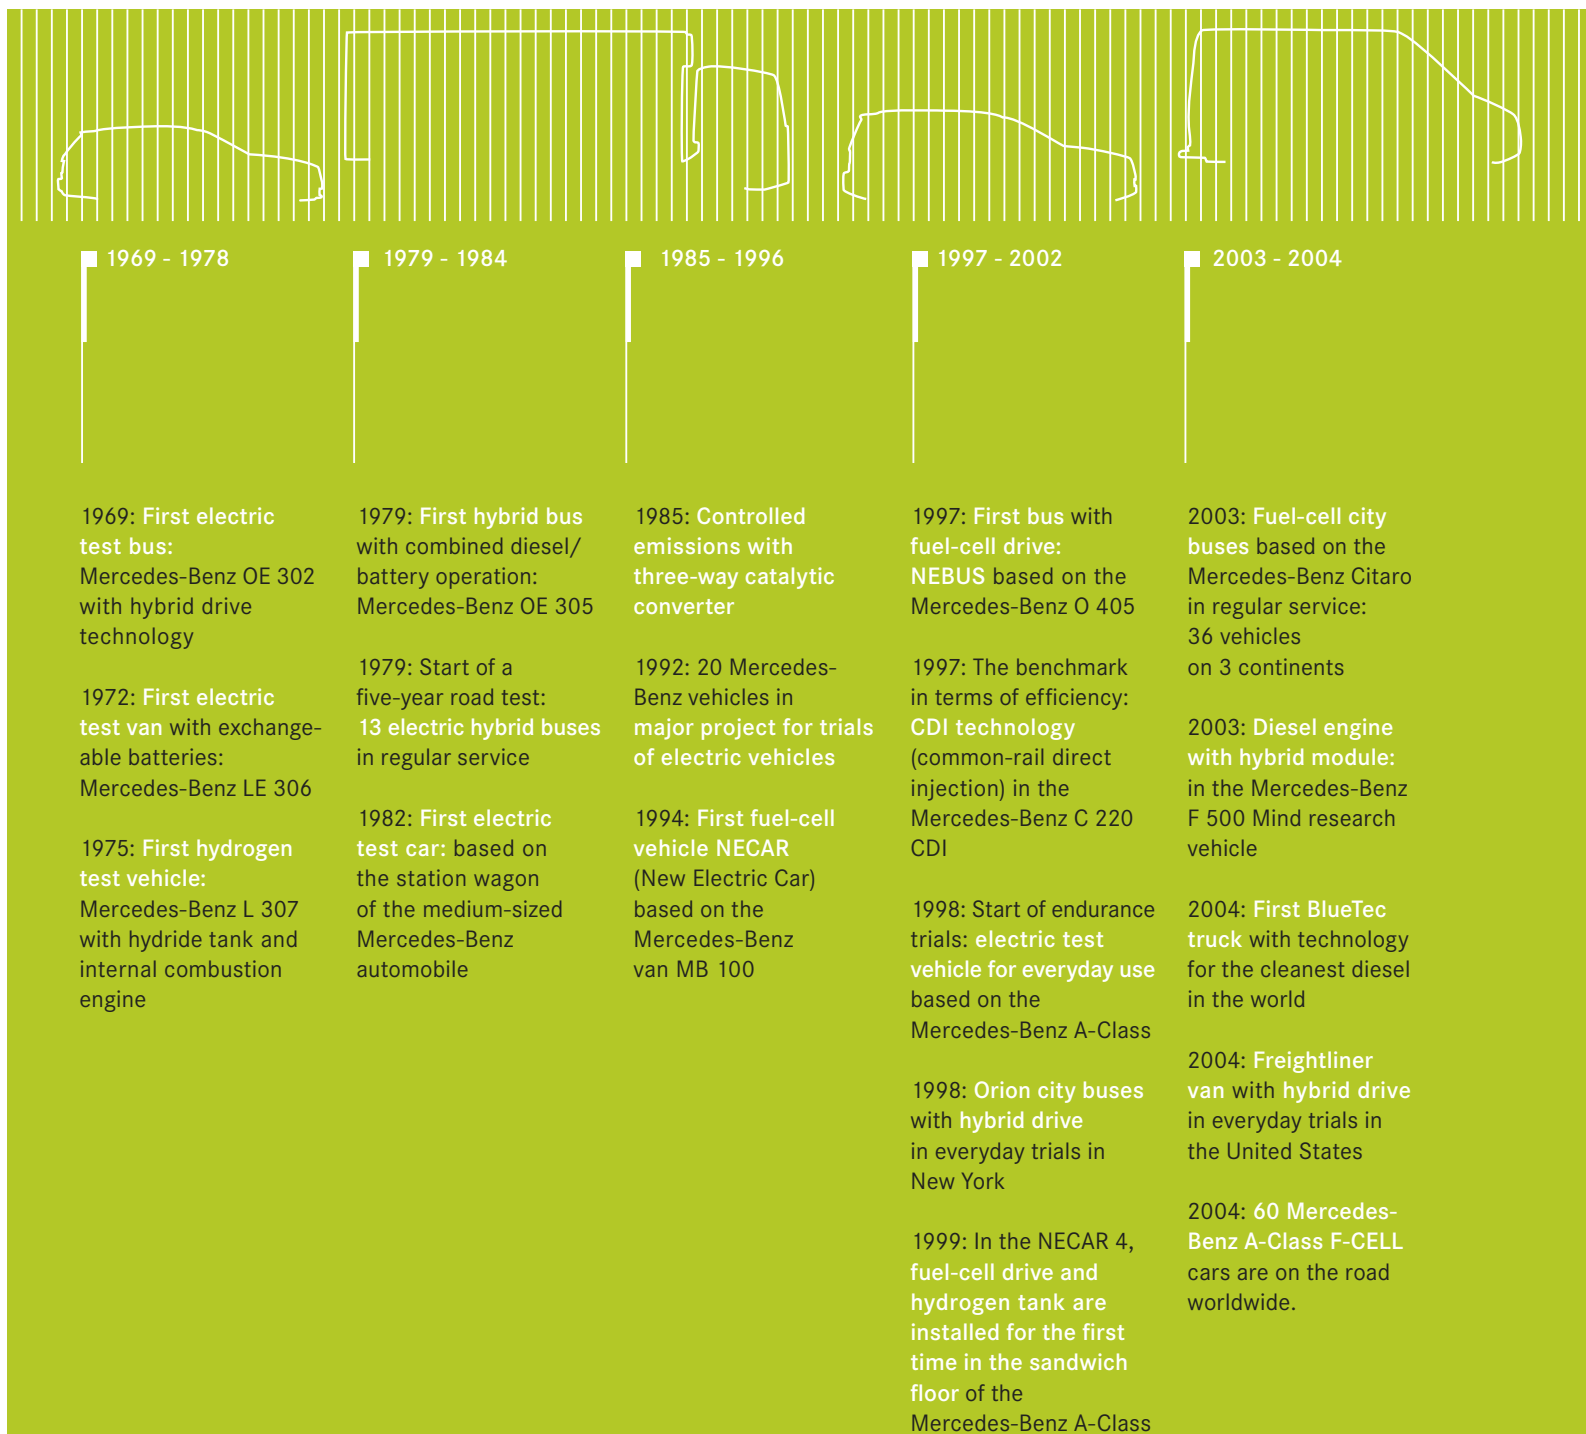 1969 - 1978
1979 - 1984
1985 - 1996
1997 - 2002
2003 - 2004
1969: First electric
test bus:
Mercedes-Benz OE 302
with hybrid drive
technology
1972: First electric
test van with exchange-
able batteries:
Mercedes-Benz LE 306
1975: First hydrogen
test vehicle:
Mercedes-Benz L 307
with hydride tank and
internal combustion
engine
1979: First hybrid bus
with combined diesel/
battery operation:
Mercedes-Benz OE 305
1979: Start of a
five-year road test:
13 electric hybrid buses
in regular service
1982: First electric
test car: based on
the station wagon
of the medium-sized
Mercedes-Benz
automobile
1985: Controlled
emissions with
three-way catalytic
converter
1992: 20 Mercedes-
Benz vehicles in
major project for trials
of electric vehicles
1994: First fuel-cell
vehicle NECAR
(New Electric Car)
based on the
Mercedes-Benz
van MB 100
1997: First bus with
fuel-cell drive:
NEBUS based on the
Mercedes-Benz O 405
1997: The benchmark
in terms of efficiency:
CDI technology
(common-rail direct
injection) in the
Mercedes-Benz C 220
CDI
1998: Start of endurance
trials: electric test
vehicle for everyday use
based on the
Mercedes-Benz A-Class
1998: Orion city buses
with hybrid drive
in everyday trials in
New York
1999: In the NECAR 4,
fuel-cell drive and
hydrogen tank are
installed for the first
time in the sandwich
floor of the
Mercedes-Benz A-Class
2003: Fuel-cell city
buses based on the
Mercedes-Benz Citaro
in regular service:
36 vehicles
on 3 continents
2003: Diesel engine
with hybrid module:
in the Mercedes-Benz
F 500 Mind research
vehicle
2004: First BlueTec
truck with technology
for the cleanest diesel
in the world
2004: Freightliner
van with hybrid drive
in everyday trials in
the United States
2004: 60 Mercedes-
Benz A-Class F-CELL
cars are on the road
worldwide.